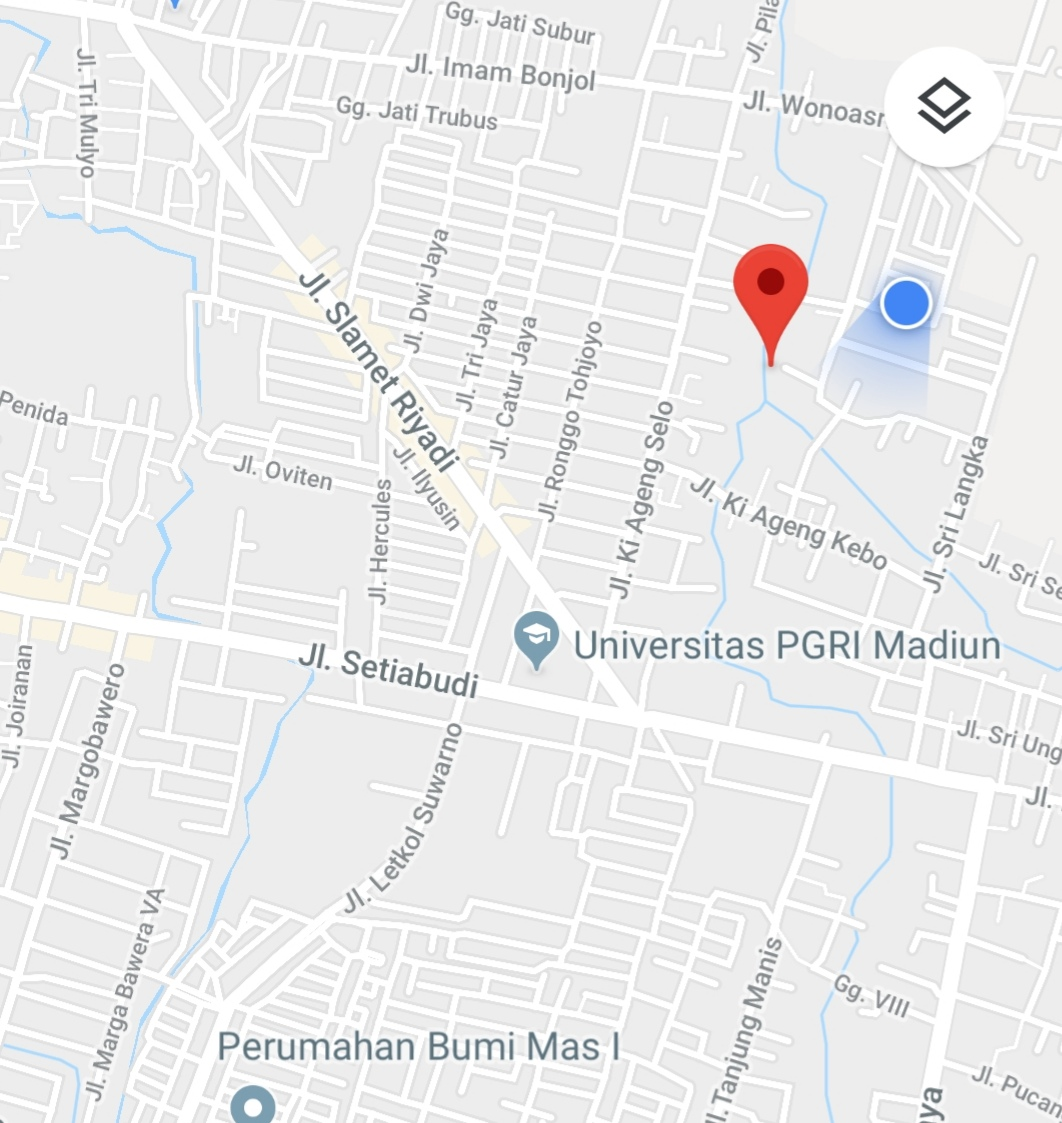 Gg. Jati Subur
Jl. Pila
Jl. Tri Mulyo
Jl. Imam Bonjol
Gg. Jati Trubus
Jl. Wonoasr
Jl. Dwi Jaya
Jl. Slamet Riyadi
Jl. Tri Jaya
Jl. Catur Jaya
Jl. Ronggo Tohjoyo
Jl. Ki Ageng Selo
Penida
Jl. Oviten
Jl. Ilyusin
Jl. Hercules
Jl. Ki Ageng Kebo
Jl. Sri Langka
Jl. Sri Se
Universitas PGRI Madiun
Jl. Setiabudi
Jl. Joiranan
Jl. Margobawero
Jl. Sri Ung
Jl.
Jl. Letkol Suwarno
Jl. Marga Bawera VA
Jl. Tanjung Manis
Gg. VIII
Perumahan Bumi Mas I
Jl. Pucan
ya